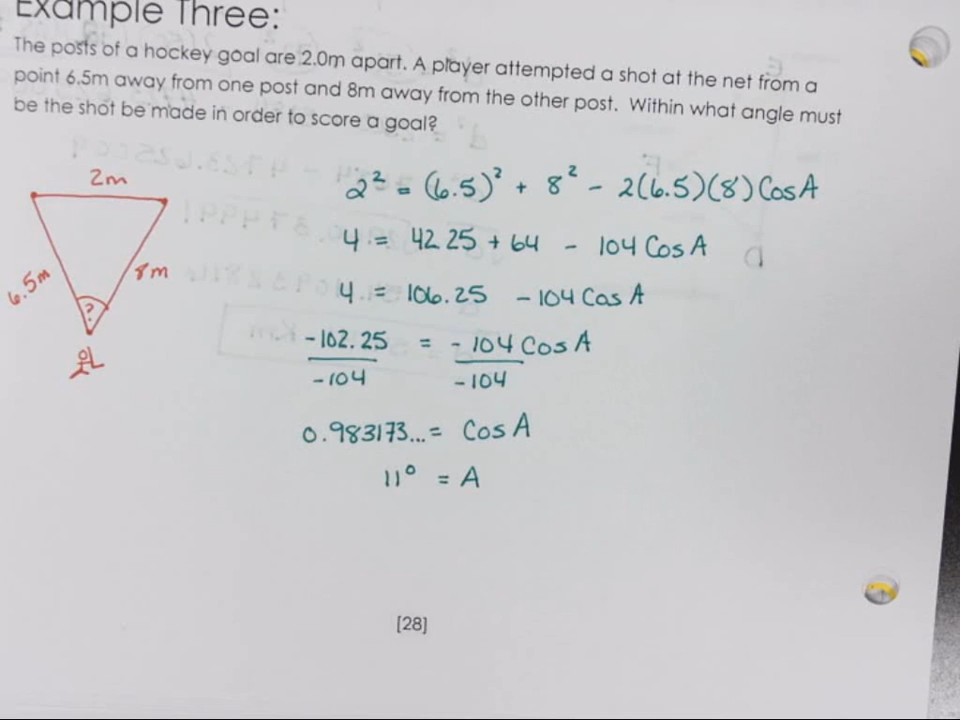 Example Three:
The posts of a hockey goal are 2.0m apart. A player attempted a shot at the net from a
point 6.5m away from one post and 8m away from the other post. Within what angle must
be the shot be made in order to score a goal?
2m
6.5m
8m
?
2² = (6.5)² + 8² - 2(6.5)(8) Cos A
4 = 42.25 + 64 - 104 Cos A
4 = 106.25 - 104 Cos A
-102.25 = -104 Cos A
-104 -104
0.983173... = Cos A
11° = A
[28]